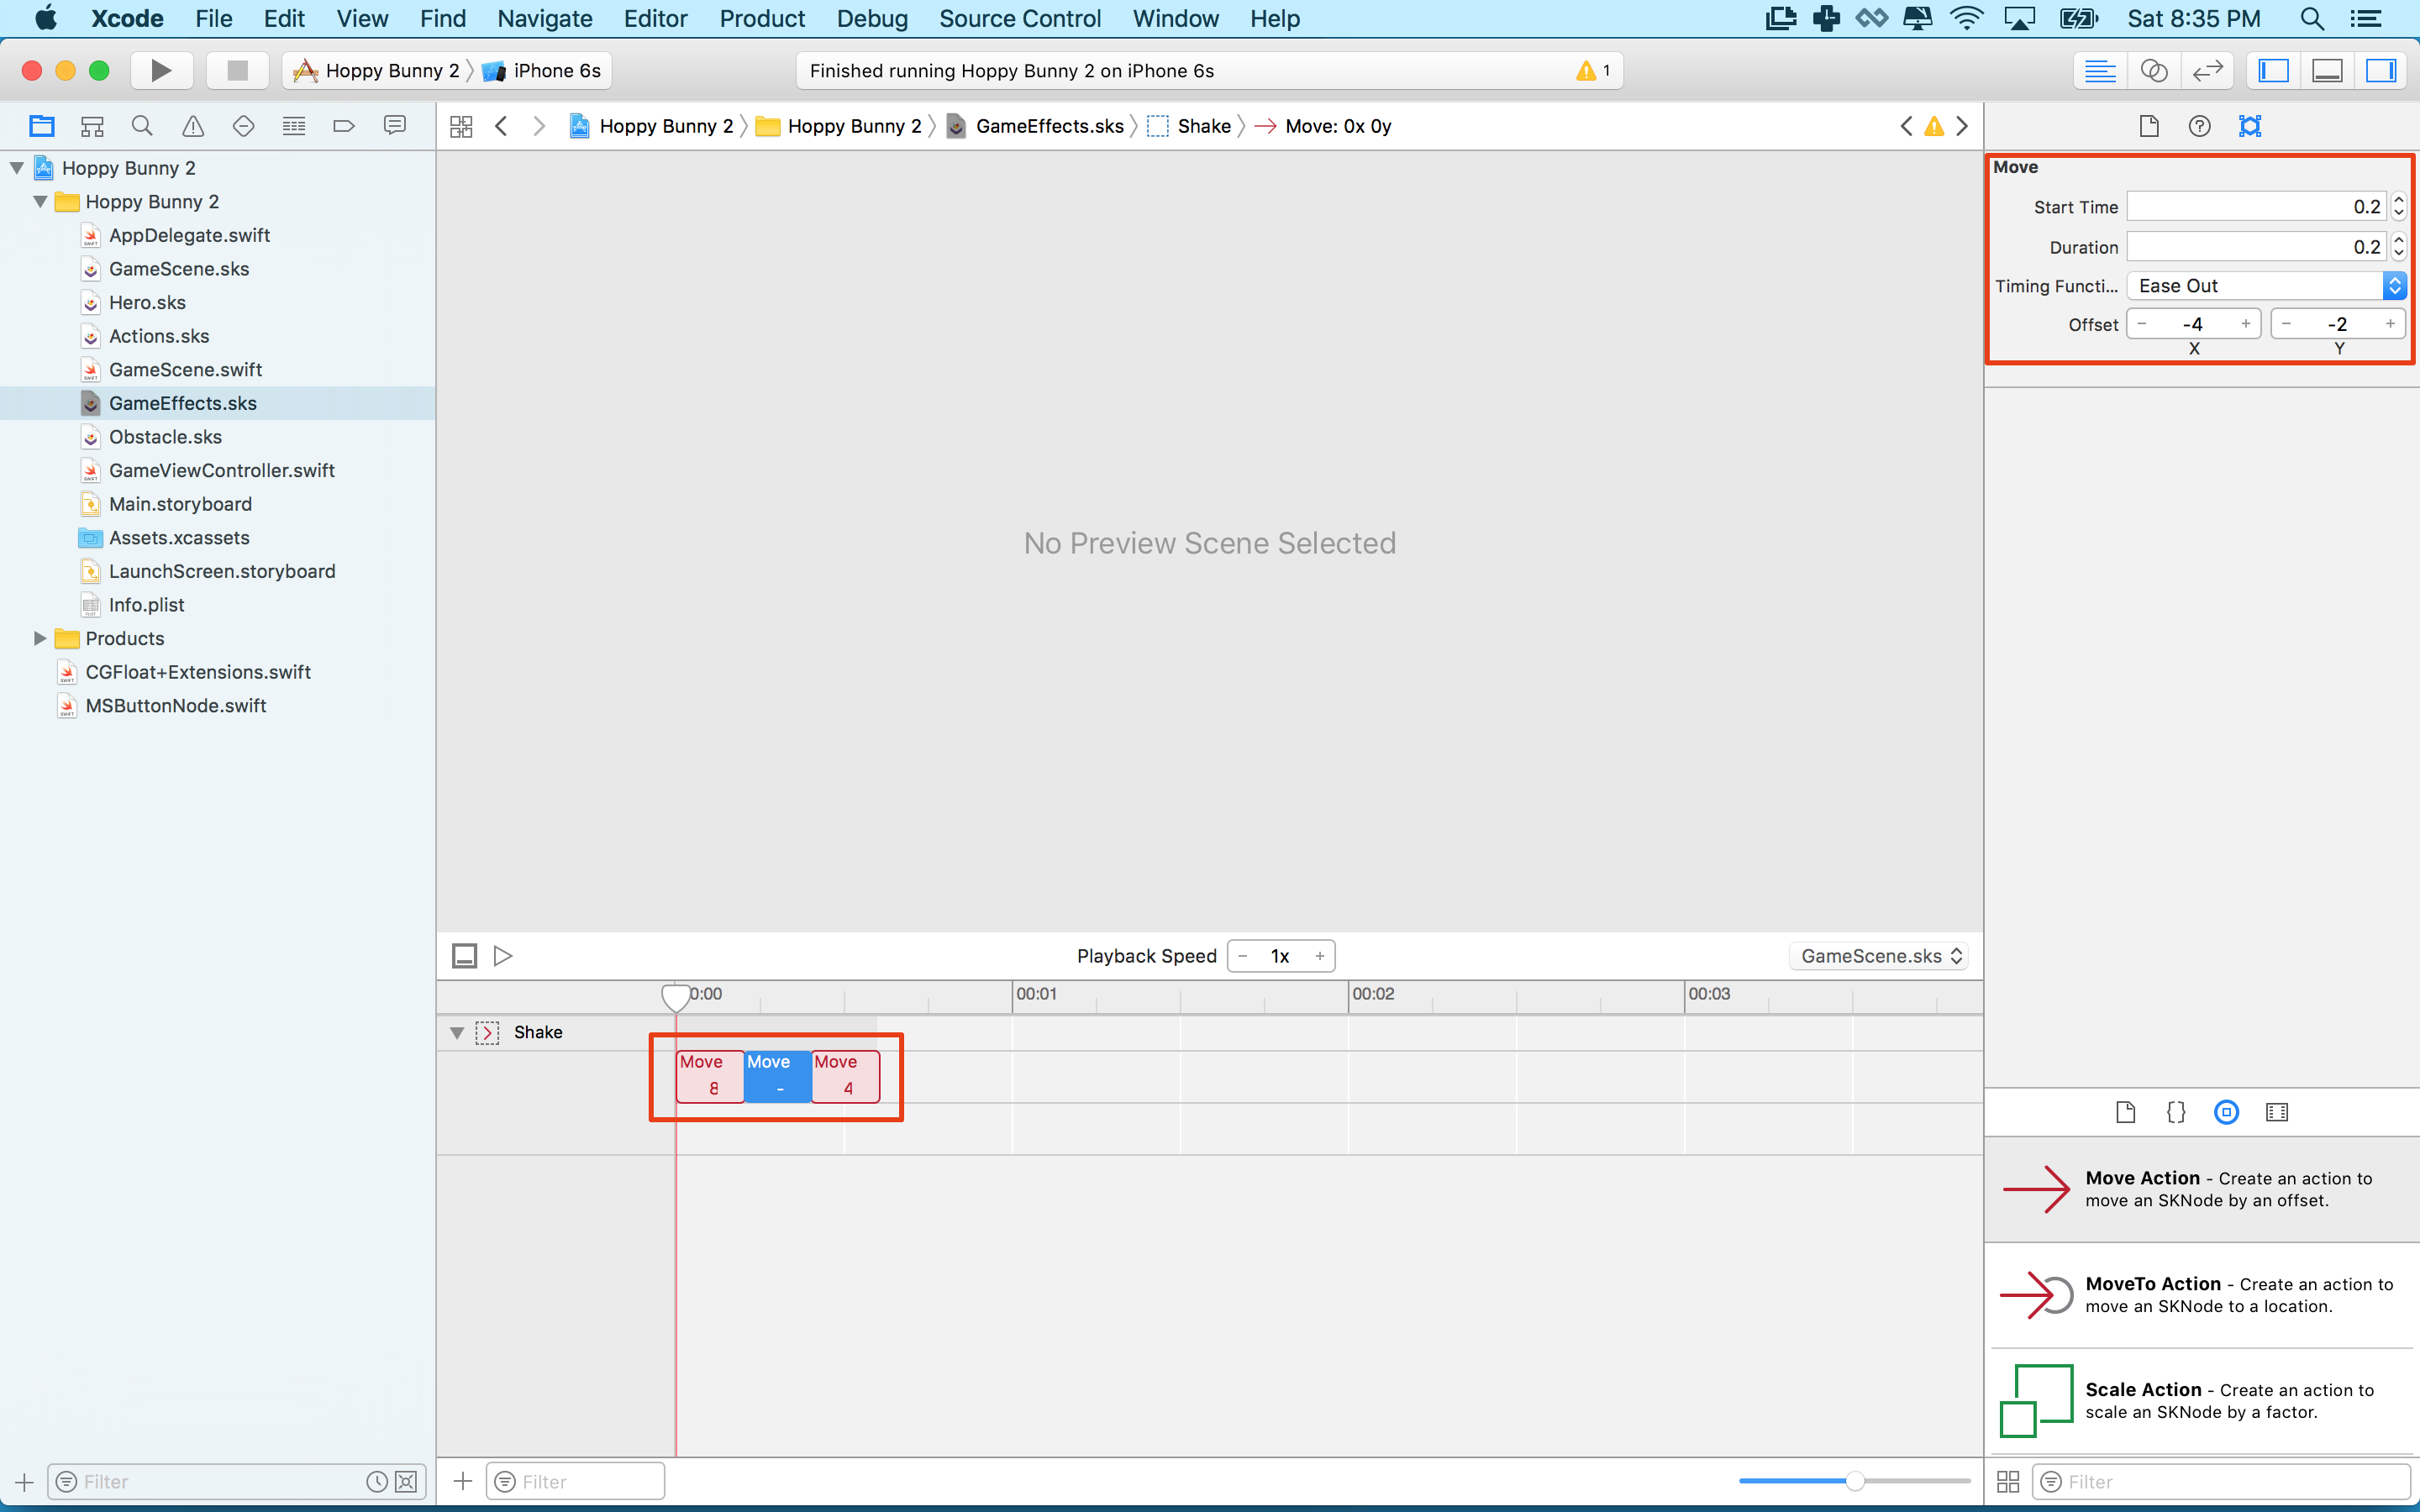 Xcode File Edit View Find Navigate Editor Product Debug Source Control Window Help Sat 8:35 PM
Hoppy Bunny 2 iPhone 6s
Finished running Hoppy Bunny 2 on iPhone 6s 1
Hoppy Bunny 2 Hoppy Bunny 2 GameEffects.sks Shake Move: 0x 0y
Hoppy Bunny 2
Hoppy Bunny 2
AppDelegate.swift
GameScene.sks
Hero.sks
Actions.sks
GameScene.swift
GameEffects.sks
Obstacle.sks
GameViewController.swift
Main.storyboard
Assets.xcassets
LaunchScreen.storyboard
Info.plist
Products
CGFloat+Extensions.swift
MSButtonNode.swift
Filter
No Preview Scene Selected
Playback Speed - 1x + GameScene.sks
0:00 00:01 00:02 00:03
Shake
Move Move Move
8 - 4
Filter
Move
Start Time 0.2
Duration 0.2
Timing Functi... Ease Out
Offset - -4 + - -2 +
X Y
Move Action - Create an action to
move an SKNode by an offset.
MoveTo Action - Create an action to
move an SKNode to a location.
Scale Action - Create an action to
scale an SKNode by a factor.
Filter